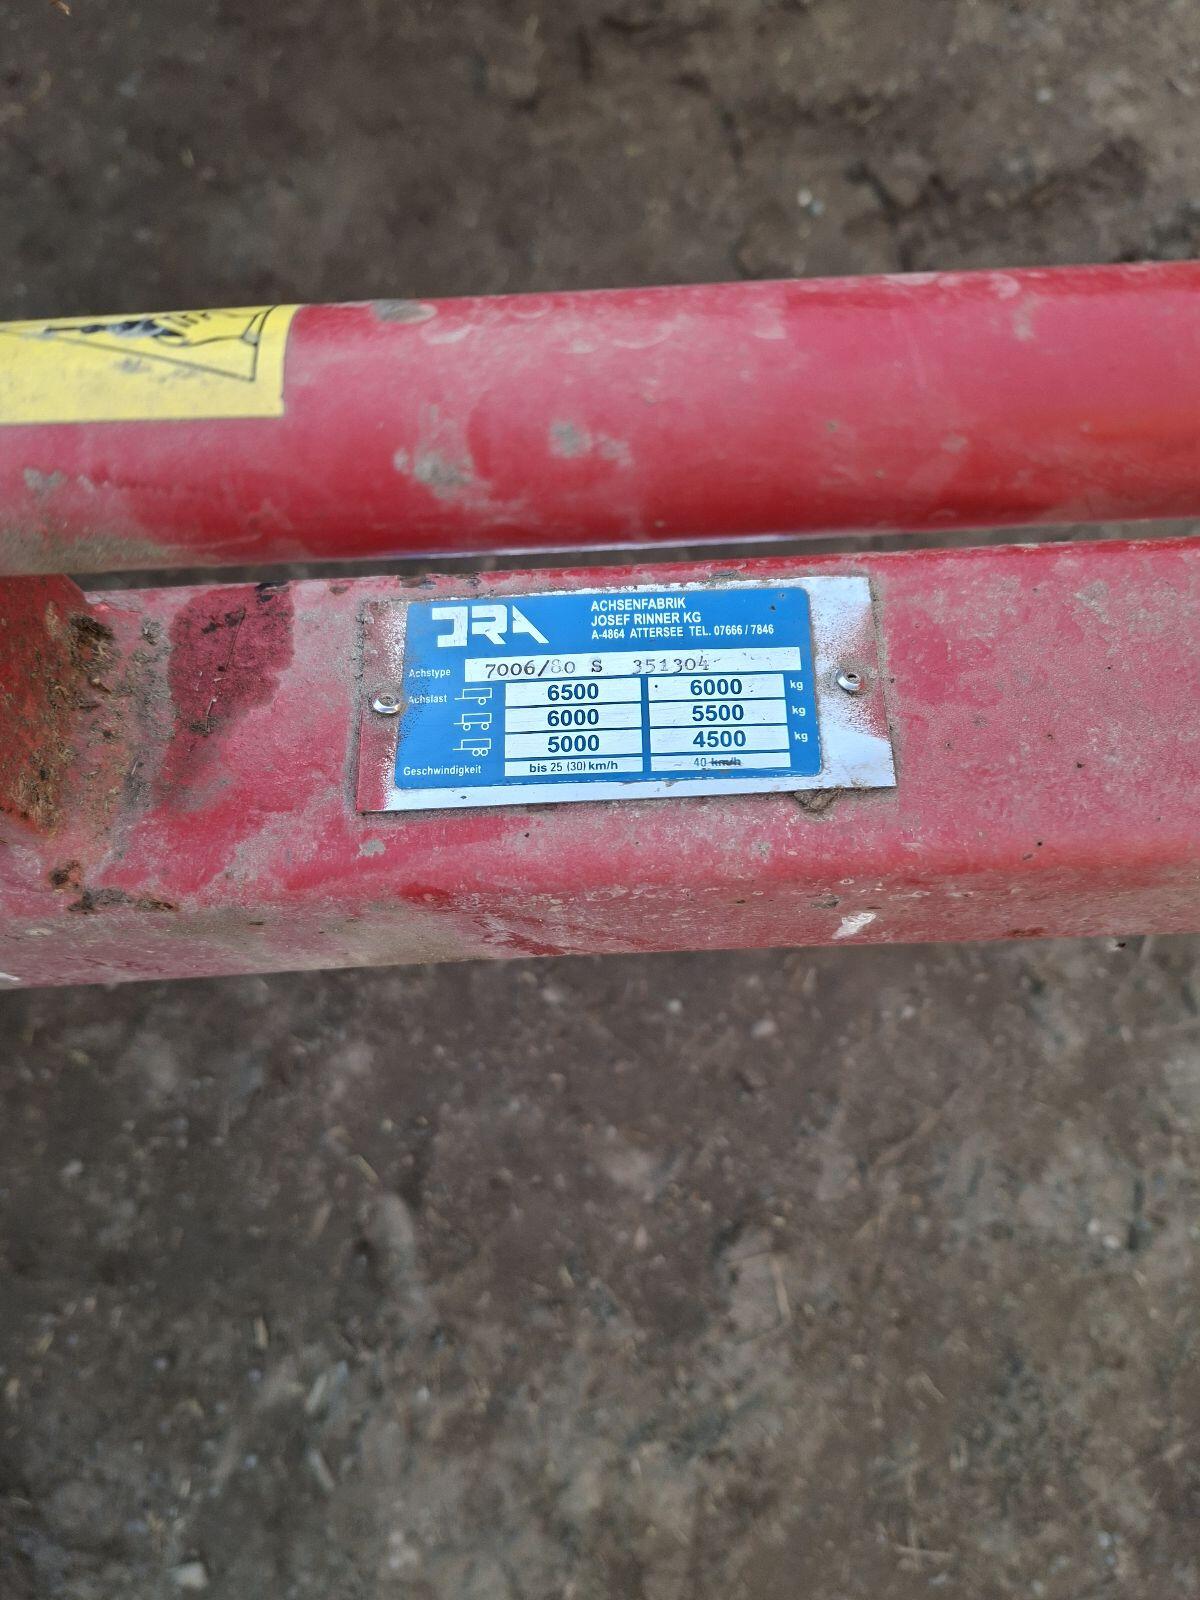 JRA
ACHSENFABRIK
JOSEF RINNER KG
A-4864 ATTERSEE TEL. 07666 / 7846
Achstype 7006/80 S 351304
Achslast 6500 6000 kg
6000 5500 kg
5000 4500 kg
Geschwindigkeit bis 25 (30) km/h 40 km/h